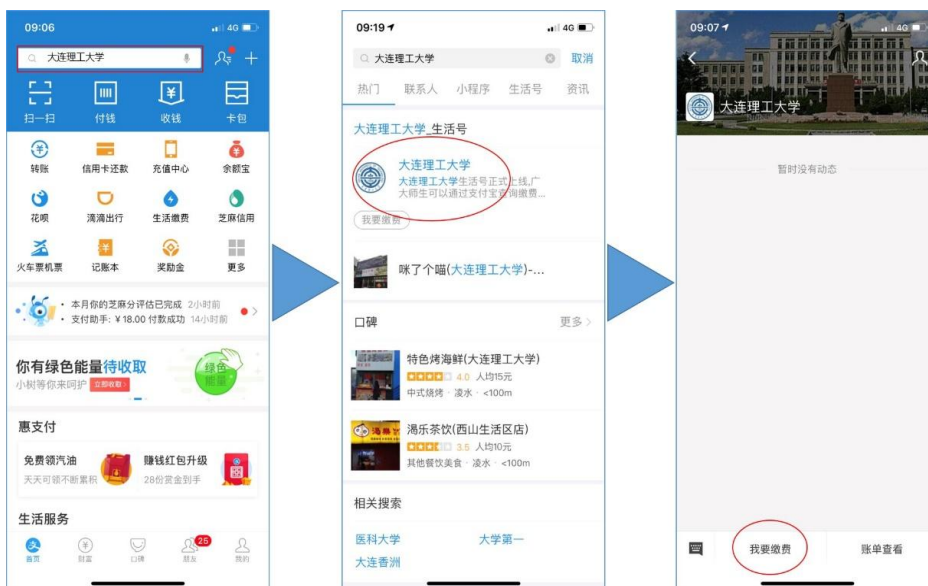 09:06
4G
大连理工大学
扫一扫
付钱
收钱
卡包
转账
信用卡还款
充值中心
余额宝
花呗
滴滴出行
生活缴费
芝麻信用
火车票机票
记账本
奖励金
更多
· 本月你的芝麻分评估已完成 2小时前
· 支付助手: ¥18.00 付款成功 14小时前
你有绿色能量待收取
小树等你来呵护 立即收取>
绿色
能量
惠支付
免费领汽油
天天可领不断累积
赚钱红包升级
28份赏金到手
生活服务
首页
财富
口碑
朋友
25
我的
09:19
4G
大连理工大学
取消
热门
联系人
小程序
生活号
资讯
大连理工大学_生活号
大连理工大学
大连理工大学生活号正式上线,广
大师生可以通过支付宝查询缴费...
我要缴费
咪了个喵(大连理工大学)-...
口碑
更多>
特色烤海鲜(大连理工大学)
4.0 人均15元
中式烧烤 · 凌水 · <100m
渴乐茶饮(西山生活区店)
3.5 人均10元
其他餐饮美食 · 凌水 · <100m
相关搜索
医科大学
大学第一
大连香洲
09:07
4G
大连理工大学
暂时没有动态
我要缴费
账单查看